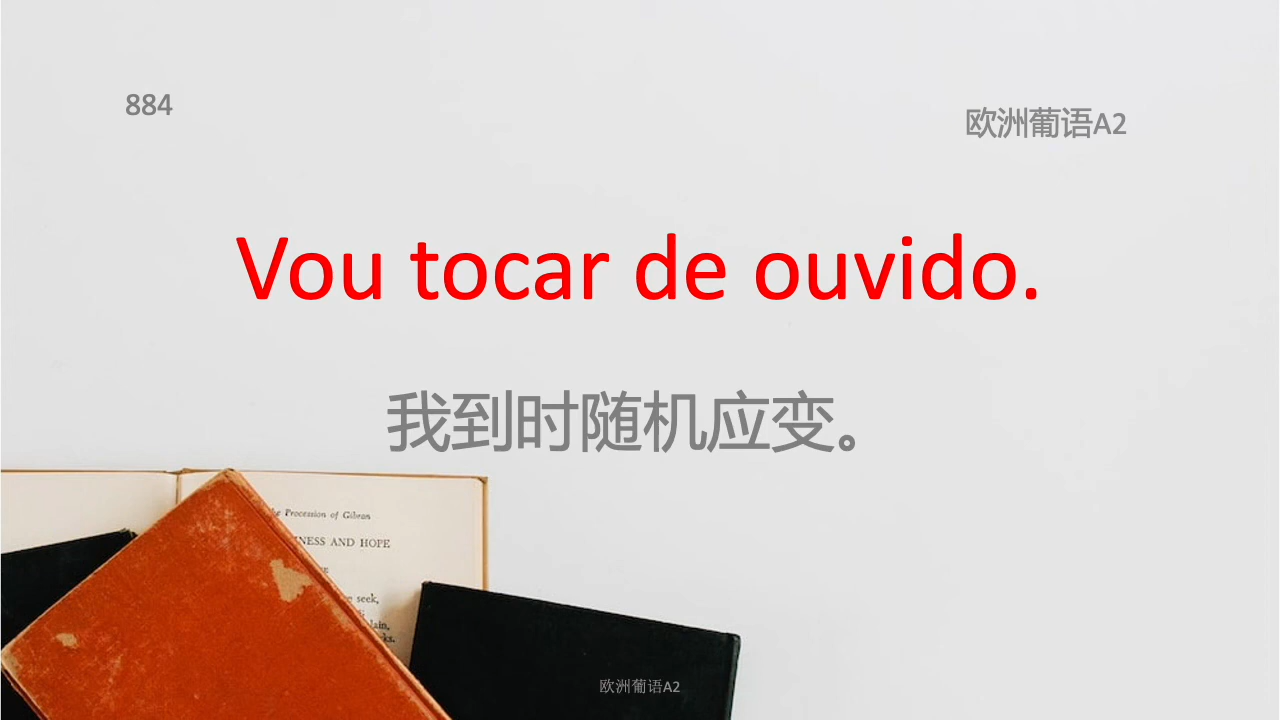 884
欧洲葡语A2
Vou tocar de ouvido.
我到时随机应变。
Procession of Gibran
NESS AND HOPE
seek,
欧洲葡语A2